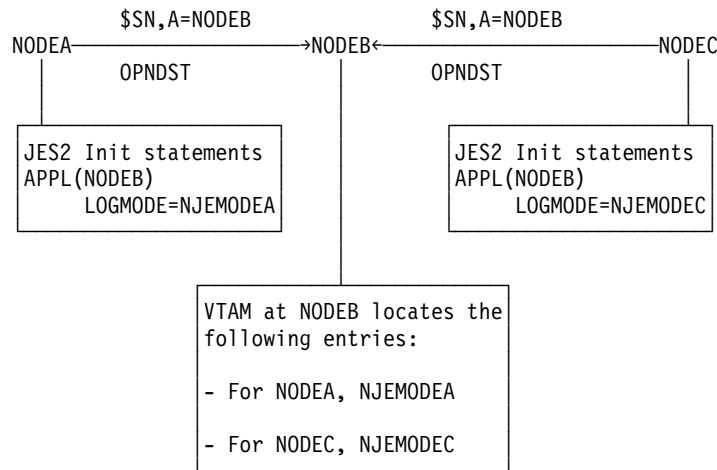 $SN,A=NODEB $SN,A=NODEB
NODEA NODEB NODEC
OPNDST OPNDST
JES2 Init statements
APPL(NODEB)
LOGMODE=NJEMODEA
JES2 Init statements
APPL(NODEB)
LOGMODE=NJEMODEC
VTAM at NODEB locates the
following entries:
- For NODEA, NJEMODEA
- For NODEC, NJEMODEC